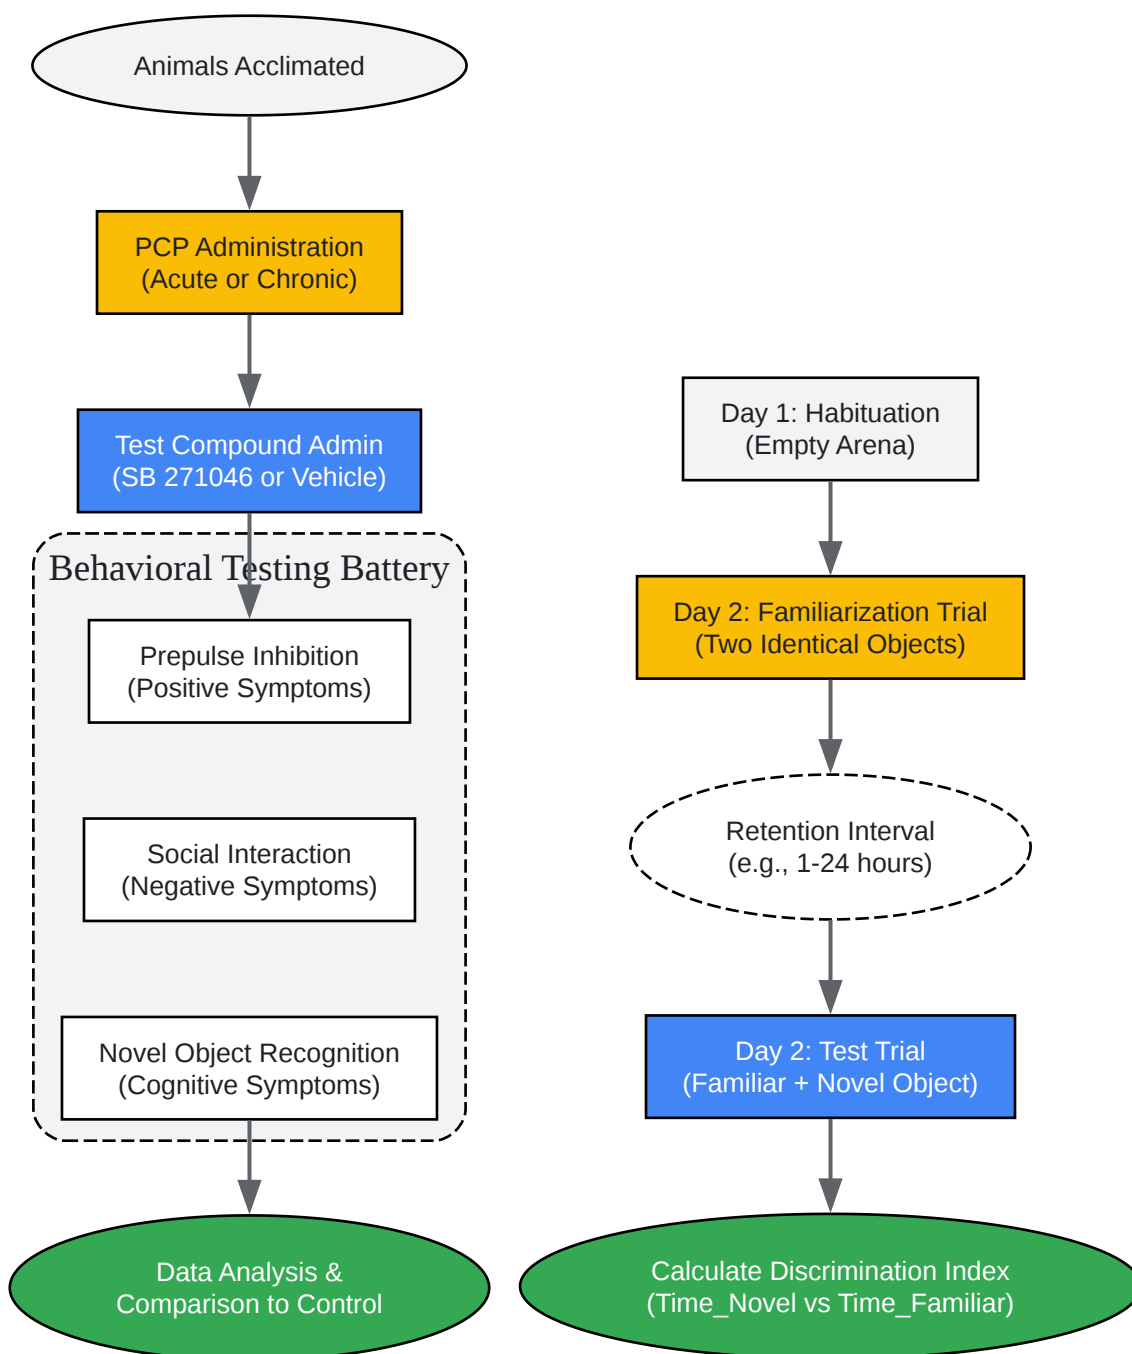 Animals Acclimated
PCP Administration
(Acute or Chronic)
Test Compound Admin
(SB 271046 or Vehicle)
Behavioral Testing Battery
Prepulse Inhibition
(Positive Symptoms)
Social Interaction
(Negative Symptoms)
Novel Object Recognition
(Cognitive Symptoms)
Data Analysis &
Comparison to Control
Day 1: Habituation
(Empty Arena)
Day 2: Familiarization Trial
(Two Identical Objects)
Retention Interval
(e.g., 1-24 hours)
Day 2: Test Trial
(Familiar + Novel Object)
Calculate Discrimination Index
(Time_Novel vs Time_Familiar)